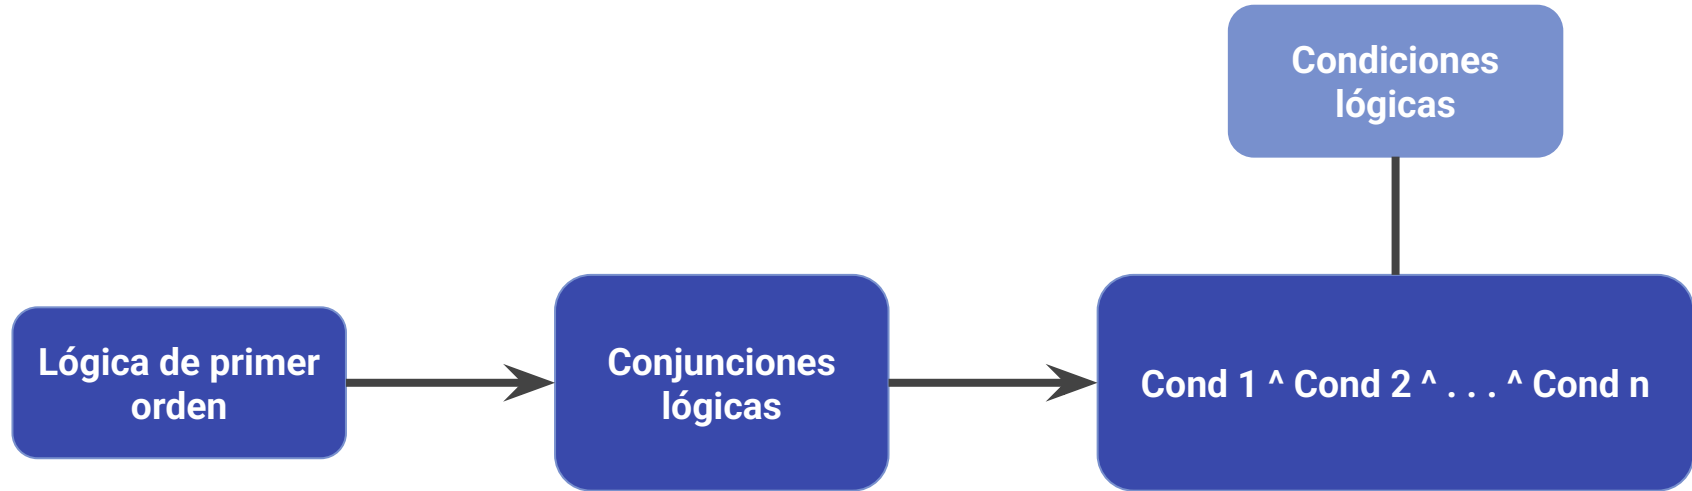 Condiciones
lógicas
Lógica de primer
orden
Conjunciones
lógicas
Cond 1 ^ Cond 2 ^ . . . ^ Cond n